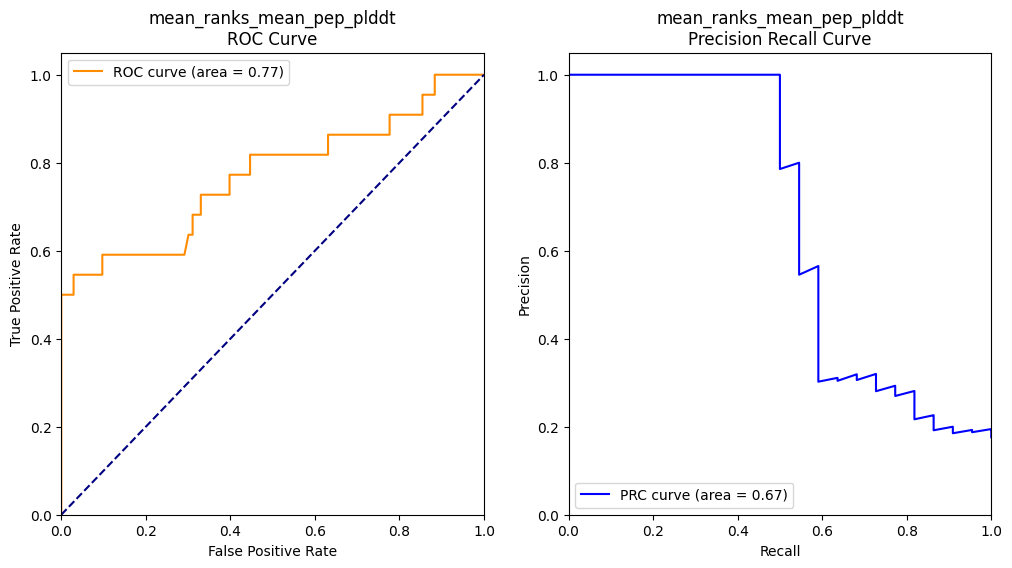 mean_ranks_mean_pep_plddt
ROC Curve
ROC curve (area = 0.77)
True Positive Rate
1.0
0.8
0.6
0.4
0.2
0.0
0.0 0.2 0.4 0.6 0.8 1.0
False Positive Rate
mean_ranks_mean_pep_plddt
Precision Recall Curve
Precision
1.0
0.8
0.6
0.4
0.2
0.0
PRC curve (area = 0.67)
0.0 0.2 0.4 0.6 0.8 1.0
Recall